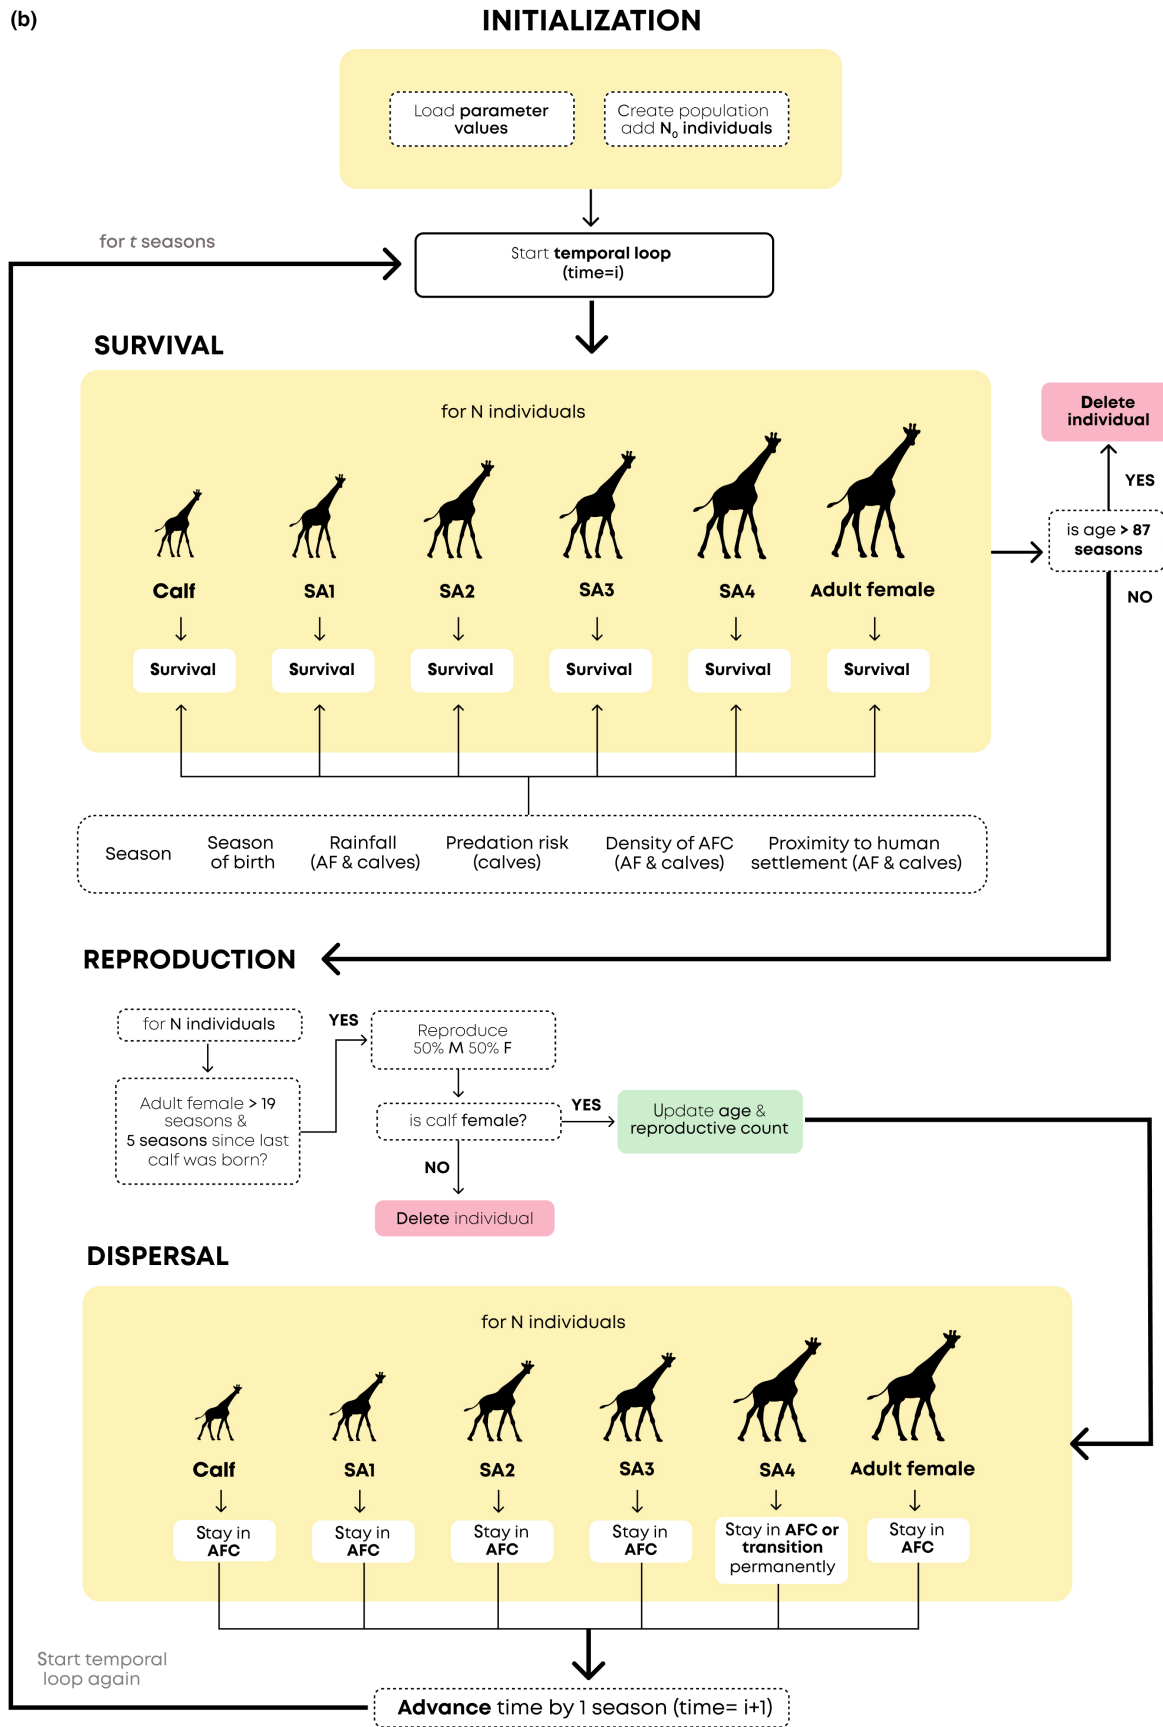 (b)
INITIALIZATION
Load parameter
values
Create population
add N₀ individuals
for t seasons
Start temporal loop
(time=i)
SURVIVAL
for N individuals
Delete
individual
YES
is age > 87
seasons
NO
Calf
SA1
SA2
SA3
SA4
Adult female
Survival
Survival
Survival
Survival
Survival
Survival
Season
Season
of birth
Rainfall
(AF & calves)
Predation risk
(calves)
Density of AFC
(AF & calves)
Proximity to human
settlement (AF & calves)
REPRODUCTION
for N individuals
YES
Reproduce
50% M 50% F
Adult female > 19
seasons &
5 seasons since last
calf was born?
is calf female?
YES
Update age &
reproductive count
NO
Delete individual
DISPERSAL
for N individuals
Calf
SA1
SA2
SA3
SA4
Adult female
Stay in
AFC
Stay in
AFC
Stay in
AFC
Stay in
AFC
Stay in AFC or
transition
permanently
Stay in
AFC
Start temporal
loop again
Advance time by 1 season (time= i+1)